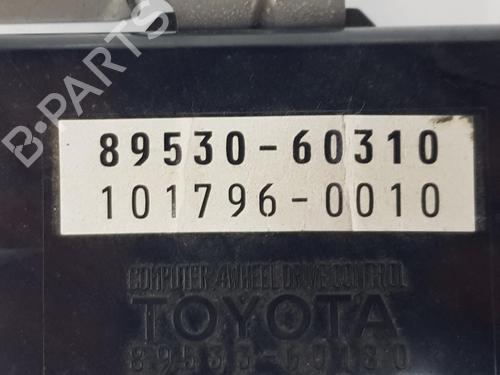 B-PARTS
89530-60310
101796-0010
COMPUTER 4WHEEL DRIVE CONTROL
TOYOTA